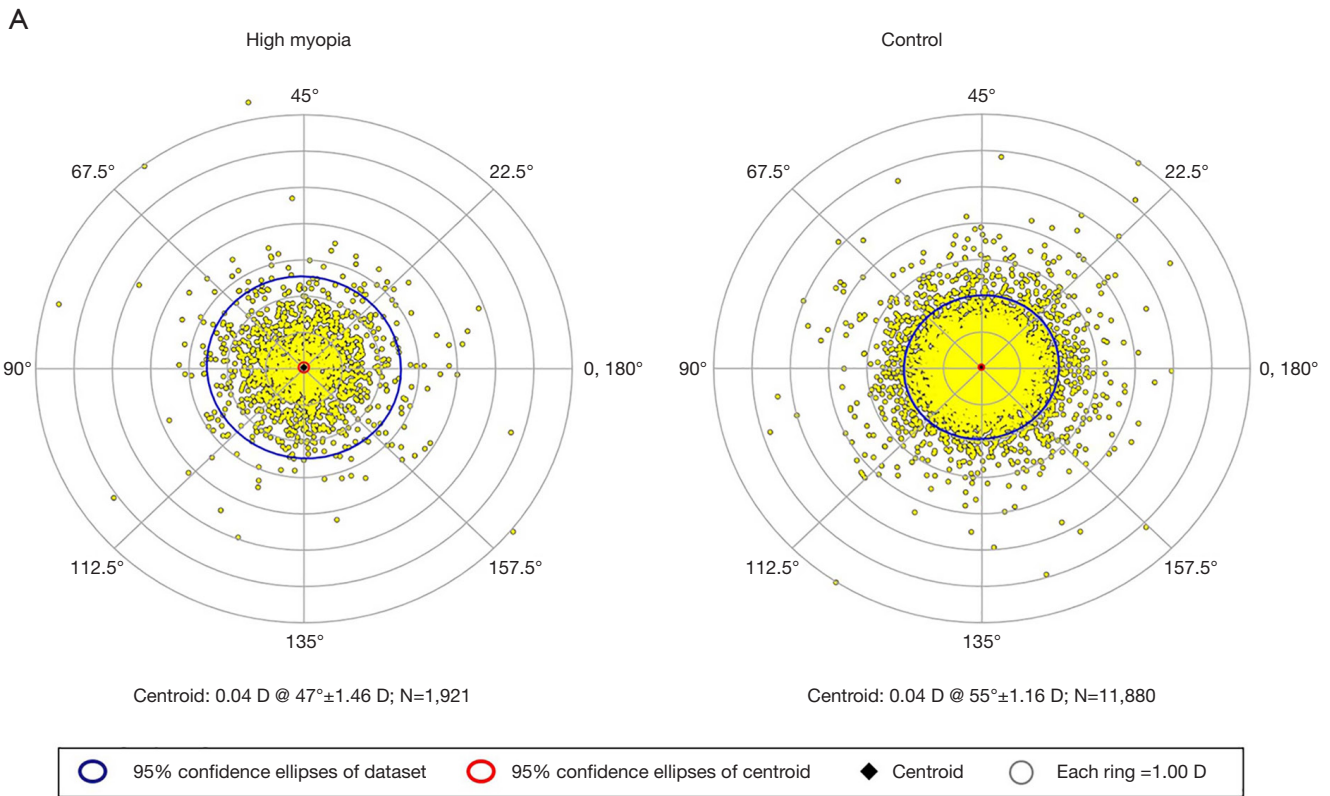 A
High myopia
Control
45°
67.5°
22.5°
90°
0, 180°
112.5°
157.5°
135°
45°
67.5°
22.5°
90°
0, 180°
112.5°
157.5°
135°
Centroid: 0.04 D @ 47°±1.46 D; N=1,921
Centroid: 0.04 D @ 55°±1.16 D; N=11,880
95% confidence ellipses of dataset
95% confidence ellipses of centroid
Centroid
Each ring =1.00 D